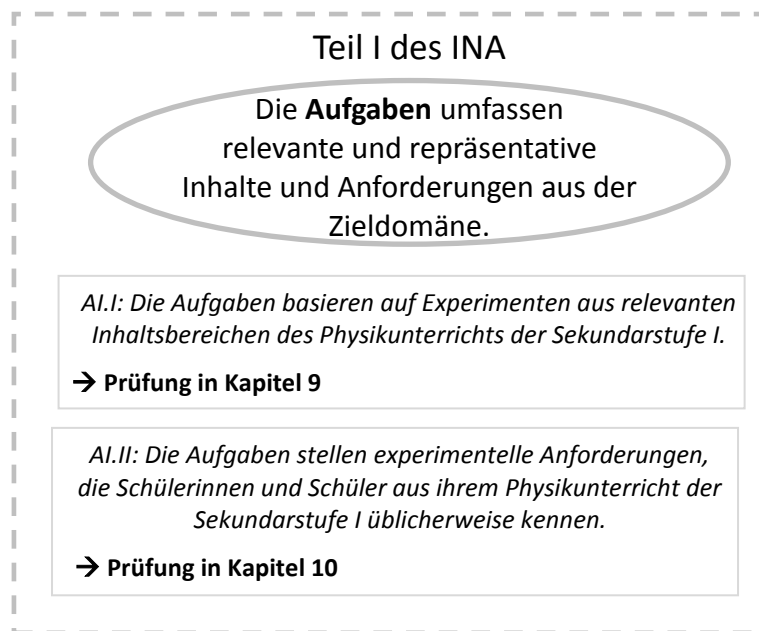 Teil I des INA
Die Aufgaben umfassen
relevante und repräsentative
Inhalte und Anforderungen aus der
Zieldomäne.
AI.I: Die Aufgaben basieren auf Experimenten aus relevanten
Inhaltsbereichen des Physikunterrichts der Sekundarstufe I.
→ Prüfung in Kapitel 9
AI.II: Die Aufgaben stellen experimentelle Anforderungen,
die Schülerinnen und Schüler aus ihrem Physikunterricht der
Sekundarstufe I üblicherweise kennen.
→ Prüfung in Kapitel 10